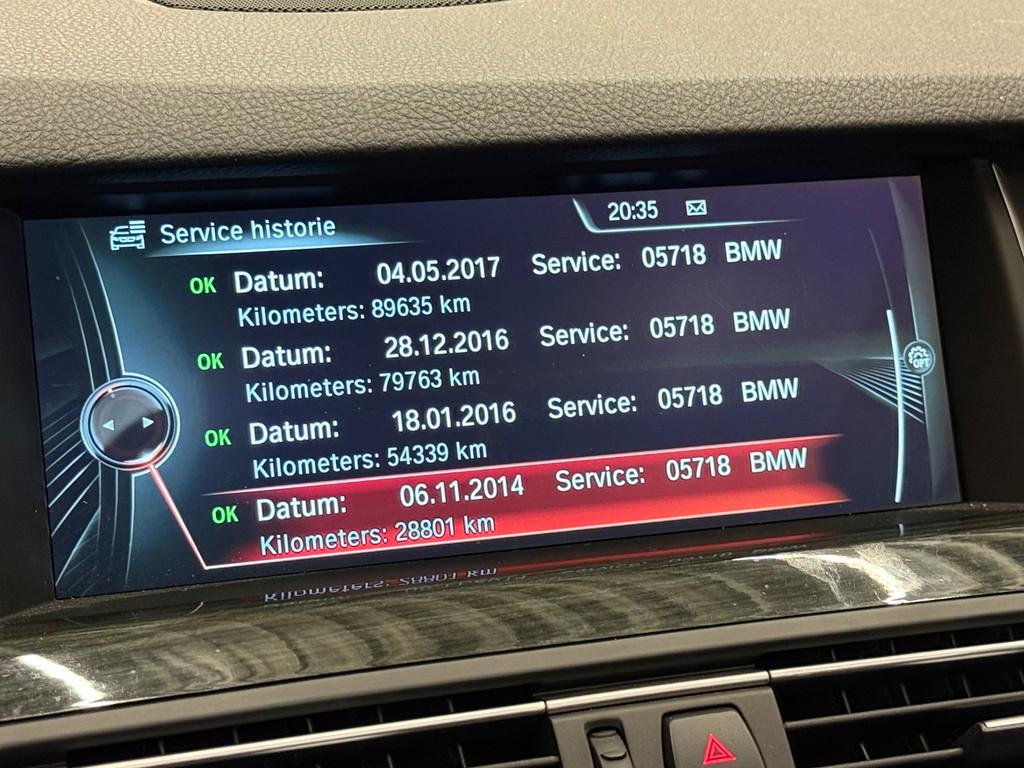 Service historie 20:35
OK Datum: 04.05.2017 Service: 05718 BMW
Kilometers: 89635 km
OK Datum: 28.12.2016 Service: 05718 BMW
Kilometers: 79763 km
OK Datum: 18.01.2016 Service: 05718 BMW
Kilometers: 54339 km
OK Datum: 06.11.2014 Service: 05718 BMW
Kilometers: 28801 km
OFF